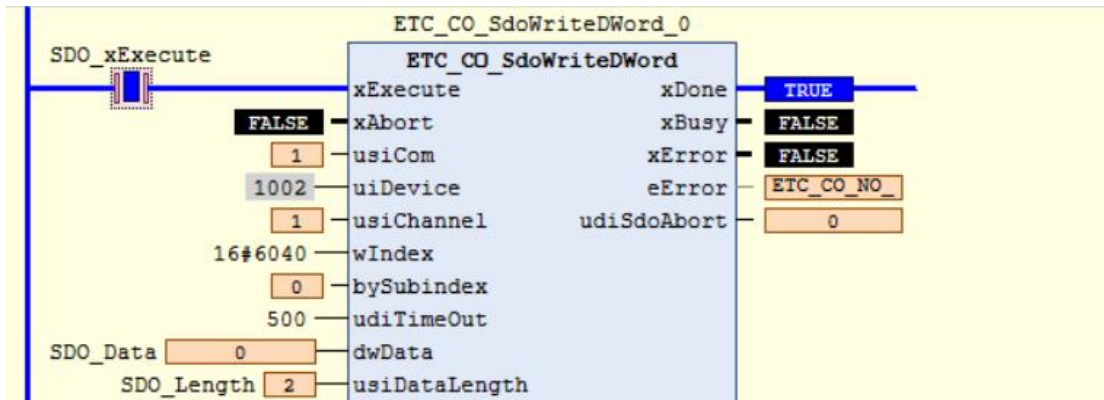 ETC_CO_SdoWriteDWord_0
SDO_xExecute
ETC_CO_SdoWriteDWord
xExecute xDone TRUE
FALSE xAbort xBusy FALSE
1 usiCom xError FALSE
1002 uiDevice eError ETC_CO_NO_
1 usiChannel udiSdoAbort 0
16#6040 wIndex
0 bySubindex
500 udiTimeOut
SDO_Data 0 dwData
SDO_Length 2 usiDataLength